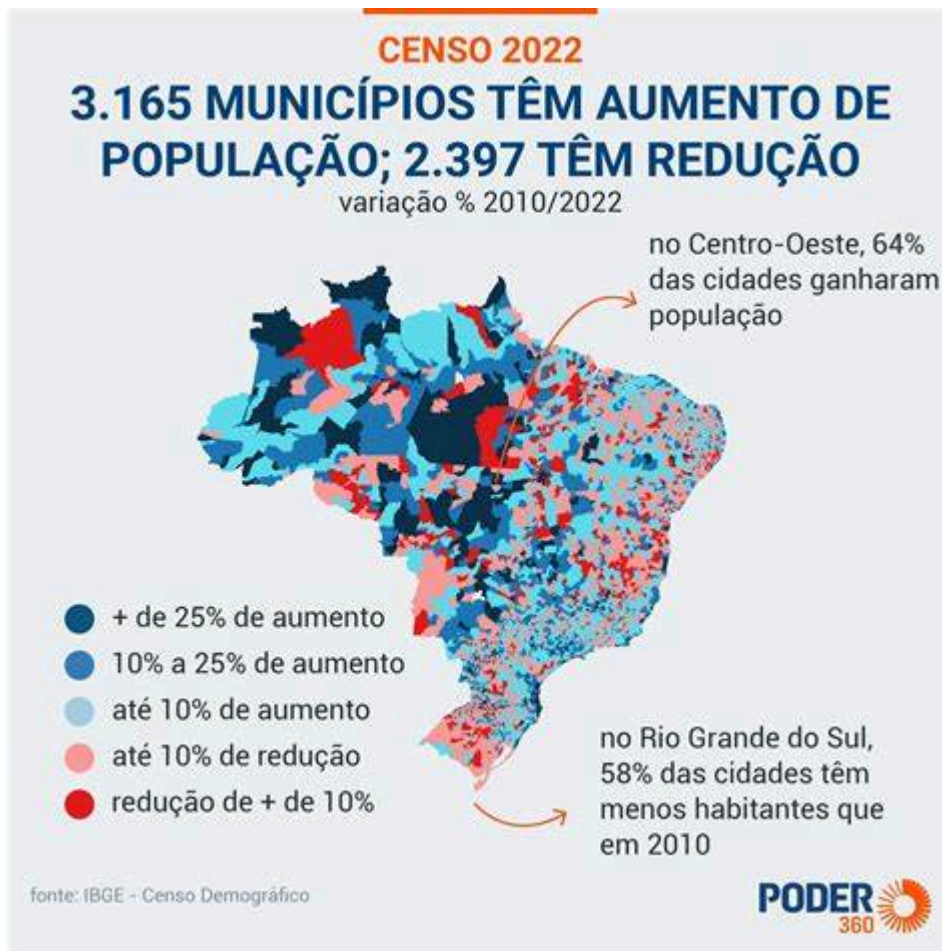 CENSO 2022
3.165 MUNICÍPIOS TÊM AUMENTO DE
POPULAÇÃO; 2.397 TÊM REDUÇÃO
variação % 2010/2022
no Centro-Oeste, 64%
das cidades ganharam
população
+ de 25% de aumento
10% a 25% de aumento
até 10% de aumento
até 10% de redução
redução de + de 10%
no Rio Grande do Sul,
58% das cidades têm
menos habitantes que
em 2010
fonte: IBGE - Censo Demográfico
PODER
360